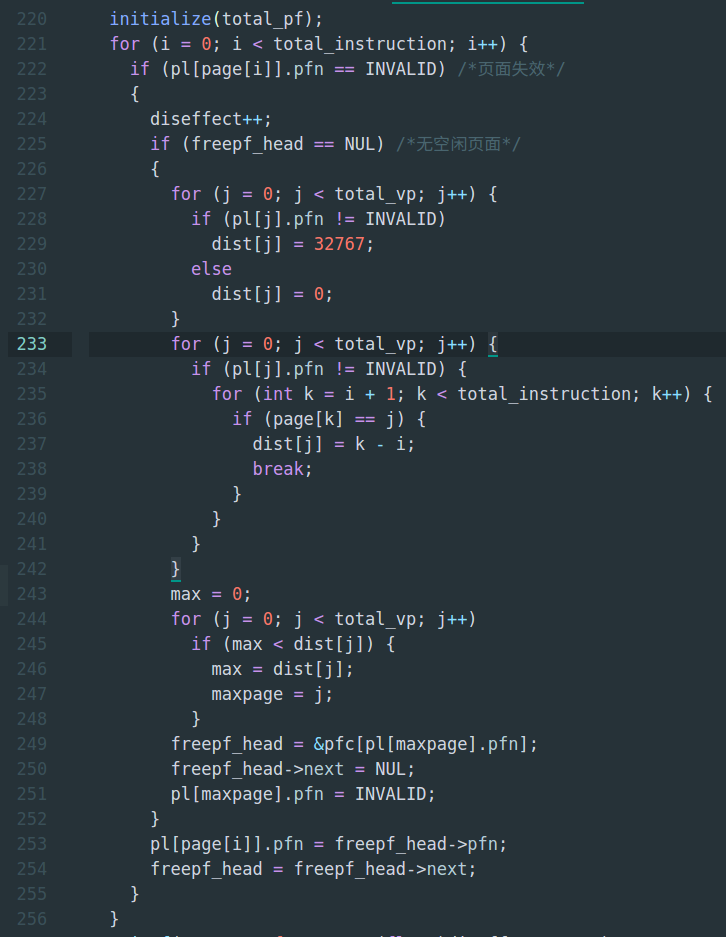 220 initialize(total_pf);
221 for (i = 0; i < total_instruction; i++) {
222 if (pl[page[i]].pfn == INVALID) /*页面失效*/
223 {
224 diseffect++;
225 if (freepf_head == NUL) /*无空闲页面*/
226 {
227 for (j = 0; j < total_vp; j++) {
228 if (pl[j].pfn != INVALID)
229 dist[j] = 32767;
230 else
231 dist[j] = 0;
232 }
233 for (j = 0; j < total_vp; j++) {
234 if (pl[j].pfn != INVALID) {
235 for (int k = i + 1; k < total_instruction; k++) {
236 if (page[k] == j) {
237 dist[j] = k - i;
238 break;
239 }
240 }
241 }
242 }
243 max = 0;
244 for (j = 0; j < total_vp; j++)
245 if (max < dist[j]) {
246 max = dist[j];
247 maxpage = j;
248 }
249 freepf_head = &pfc[pl[maxpage].pfn];
250 freepf_head->next = NUL;
251 pl[maxpage].pfn = INVALID;
252 }
253 pl[page[i]].pfn = freepf_head->pfn;
254 freepf_head = freepf_head->next;
255 }
256 }